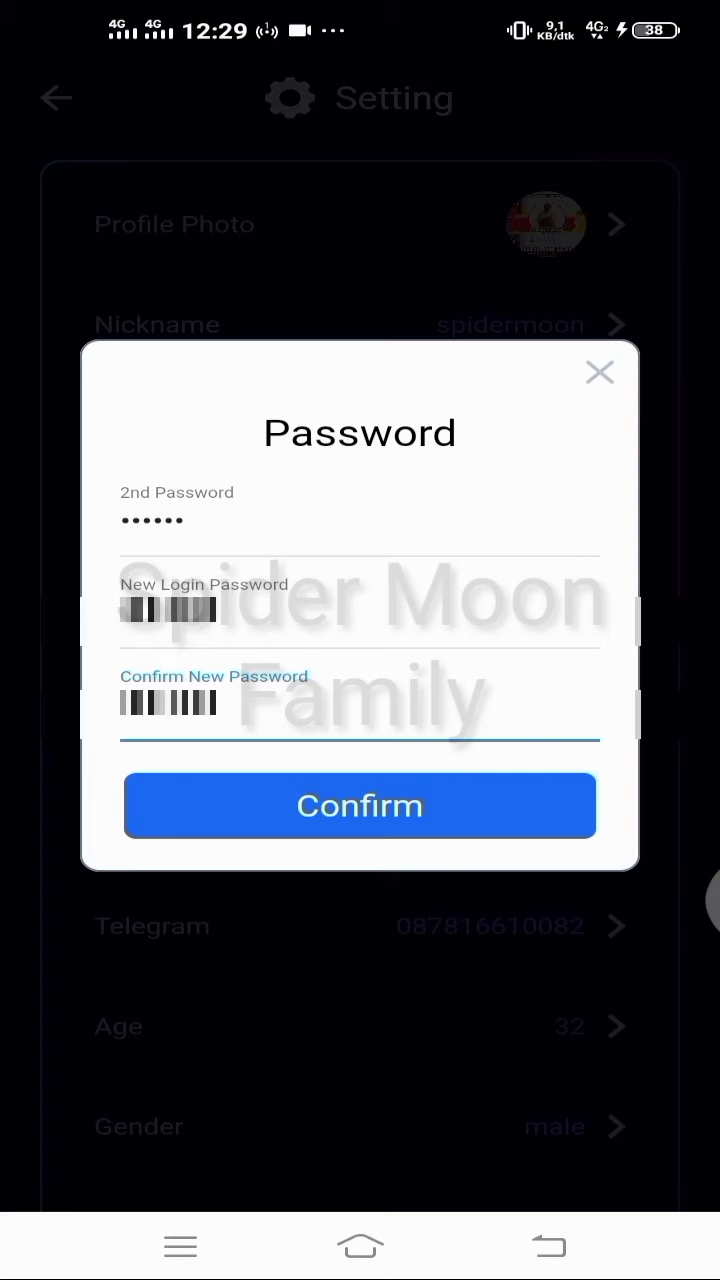 4G 4G 12:29 9,1 KB/dtk 4G2 38
Setting
Profile Photo
Nickname spidermoon
Password
2nd Password
••••••
New Login Password
Confirm New Password
Spider Moon
Family
Confirm
Telegram 087816610082
Age 32
Gender male